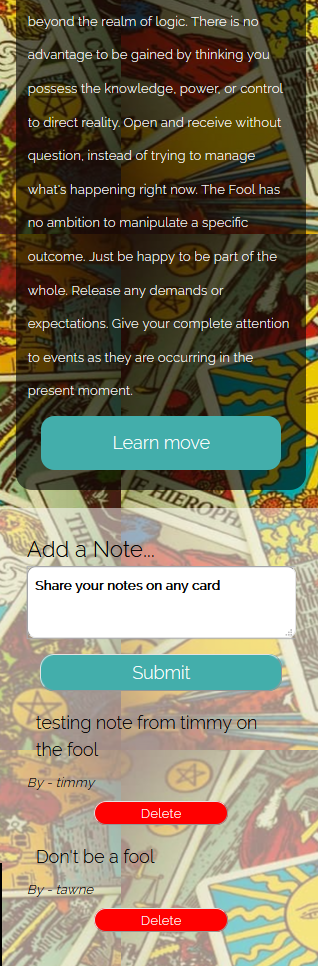 beyond the realm of logic. There is no
advantage to be gained by thinking you
possess the knowledge, power, or control
to direct reality. Open and receive without
question, instead of trying to manage
what's happening right now. The Fool has
no ambition to manipulate a specific
outcome. Just be happy to be part of the
whole. Release any demands or
expectations. Give your complete attention
to events as they are occurring in the
present moment.
Learn move
E HIEROPH
Add a Note...
Share your notes on any card
Submit
testing note from timmy on
the fool
By - timmy
Delete
Don't be a fool
By - tawne
Delete